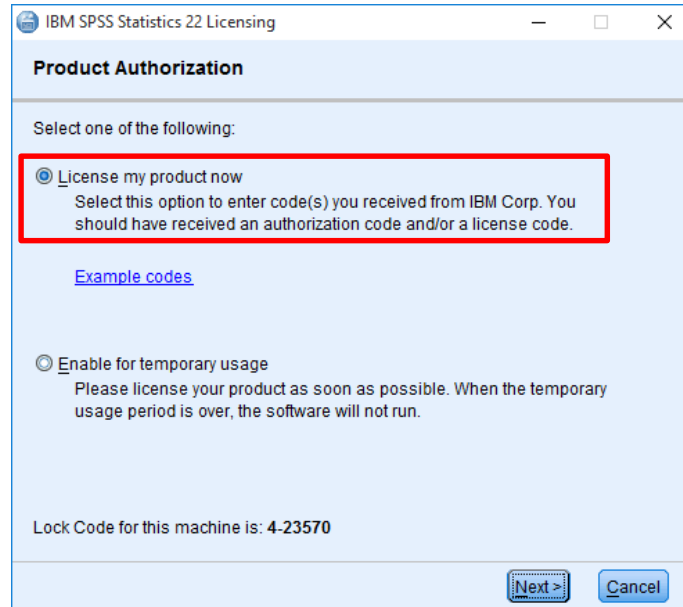 IBM SPSS Statistics 22 Licensing
Product Authorization
Select one of the following:
License my product now
Select this option to enter code(s) you received from IBM Corp. You
should have received an authorization code and/or a license code.
Example codes
Enable for temporary usage
Please license your product as soon as possible. When the temporary
usage period is over, the software will not run.
Lock Code for this machine is: 4-23570
Next >
Cancel